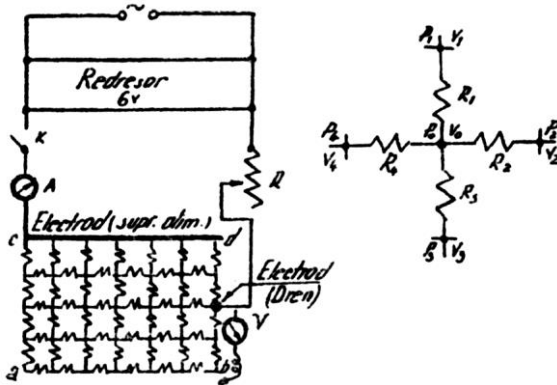 ~
Redresor
6v
K
A
R
Electrod (supr. alim.)
c
d
Electrod
(Dren)
V
a
b
P₁ V₁
R₁
P₄
V₄
R₄
P₀ V₀
R₂
P₂
V₂
R₃
P₃ V₃